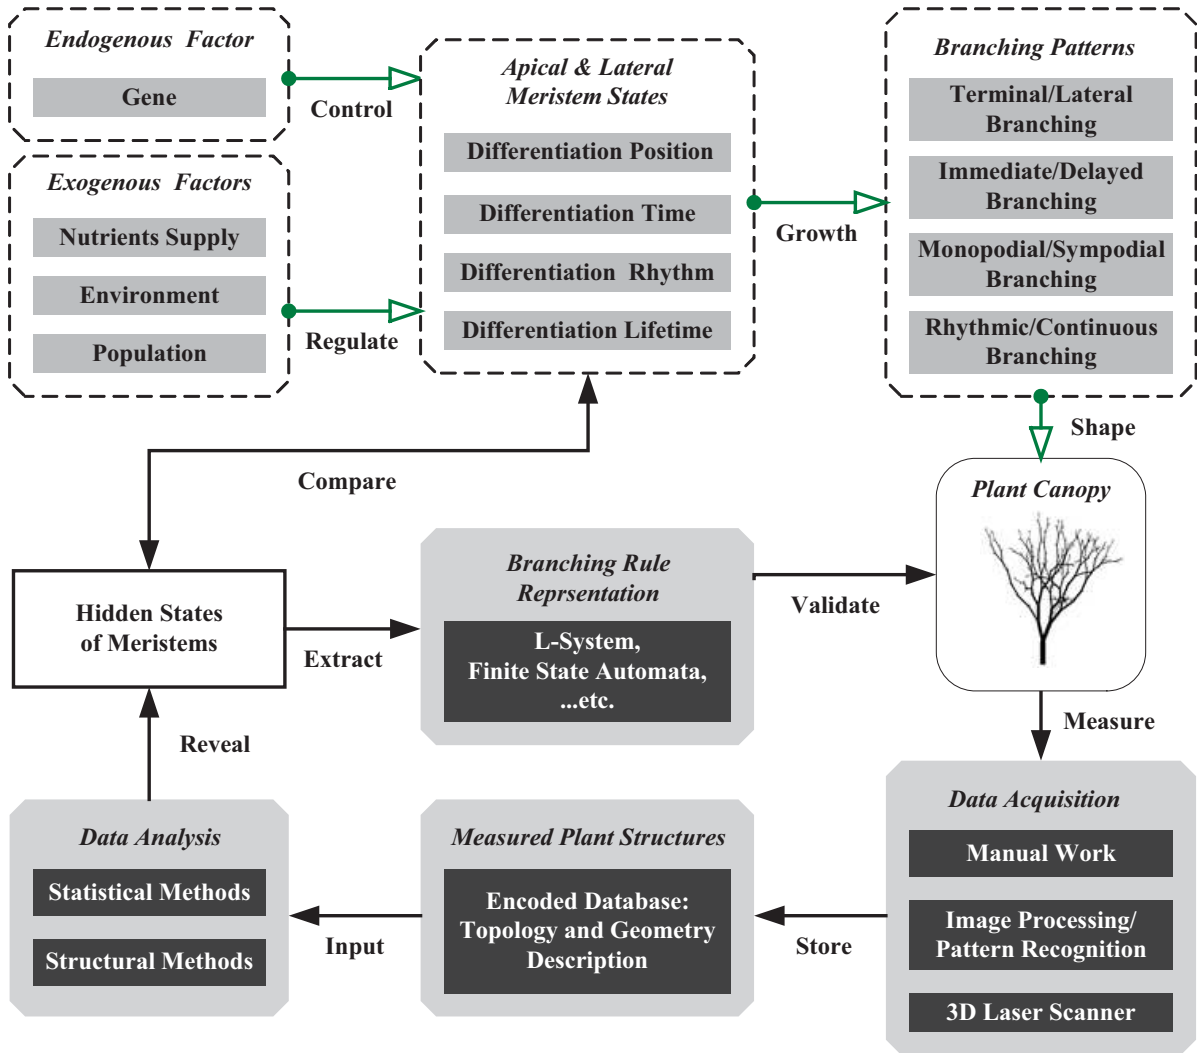 Endogenous Factor
Gene
Control
Exogenous Factors
Nutrients Supply
Environment
Population
Regulate
Apical & Lateral
Meristem States
Differentiation Position
Differentiation Time
Differentiation Rhythm
Differentiation Lifetime
Growth
Branching Patterns
Terminal/Lateral
Branching
Immediate/Delayed
Branching
Monopodial/Sympodial
Branching
Rhythmic/Continuous
Branching
Shape
Compare
Plant Canopy
Hidden States
of Meristems
Extract
Branching Rule
Reprsentation
L-System,
Finite State Automata,
...etc.
Validate
Measure
Reveal
Data Analysis
Statistical Methods
Structural Methods
Input
Measured Plant Structures
Encoded Database:
Topology and Geometry
Description
Store
Data Acquisition
Manual Work
Image Processing/
Pattern Recognition
3D Laser Scanner